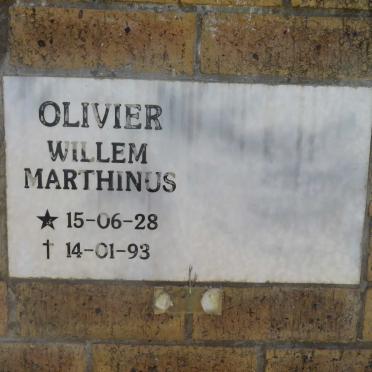 OLIVIER
WILLEM
MARTHINUS
★ 15-06-28
† 14-01-93